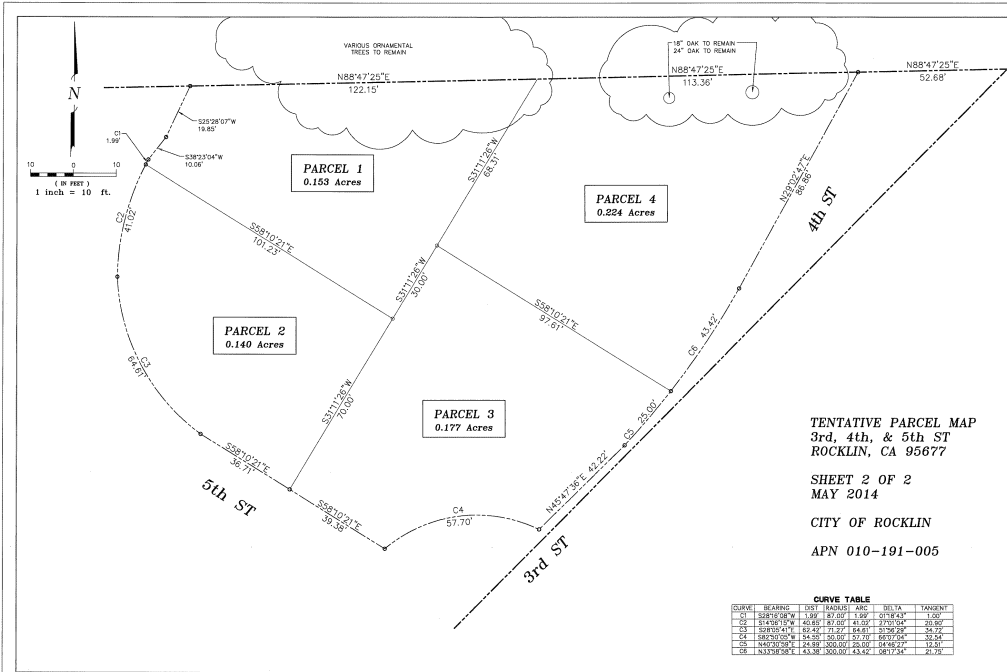 VARIOUS ORNAMENTAL
TREES TO REMAIN
18" OAK TO REMAIN
24" OAK TO REMAIN
N88°47'25"E
122.15'
N88°47'25"E
113.36'
N88°47'25"E
52.68'
N
S25°28'07"W
19.85'
C1
1.99'
S38°23'04"W
10.06'
10 0 10
( IN FEET )
1 inch = 10 ft.
PARCEL 1
0.153 Acres
S31°11'26"W
68.31'
PARCEL 4
0.224 Acres
N29°02'47"E
86.86'
4th ST
C2
41.02'
S58°10'21"E
101.23'
S31°11'26"W
30.00'
S58°10'21"E
97.61'
C6 43.42'
PARCEL 2
0.140 Acres
C3
64.61'
S31°11'26"W
70.00'
PARCEL 3
0.177 Acres
C5 25.00'
N45°47'36"E 42.22'
S58°10'21"E
36.71'
5th ST
S58°10'21"E
39.38'
C4
57.70'
3rd ST
TENTATIVE PARCEL MAP
3rd, 4th, & 5th ST
ROCKLIN, CA 95677
SHEET 2 OF 2
MAY 2014
CITY OF ROCKLIN
APN 010-191-005
CURVE TABLE
CURVE BEARING DIST RADIUS ARC DELTA TANGENT
C1 S28°16'08"W 1.99' 87.00' 1.99' 01°18'43" 1.00'
C2 S14°06'15"W 40.65' 87.00' 41.02' 27°01'04" 20.90'
C3 S28°05'41"E 62.42' 71.27' 64.61' 51°56'29" 34.72'
C4 S82°50'05"W 54.55' 50.00' 57.70' 66°07'04" 32.54'
C5 N40°30'59"E 24.99' 300.00' 25.00' 04°46'27" 12.51'
C6 N33°58'58"E 43.38' 300.00' 43.42' 08°17'34" 21.75'